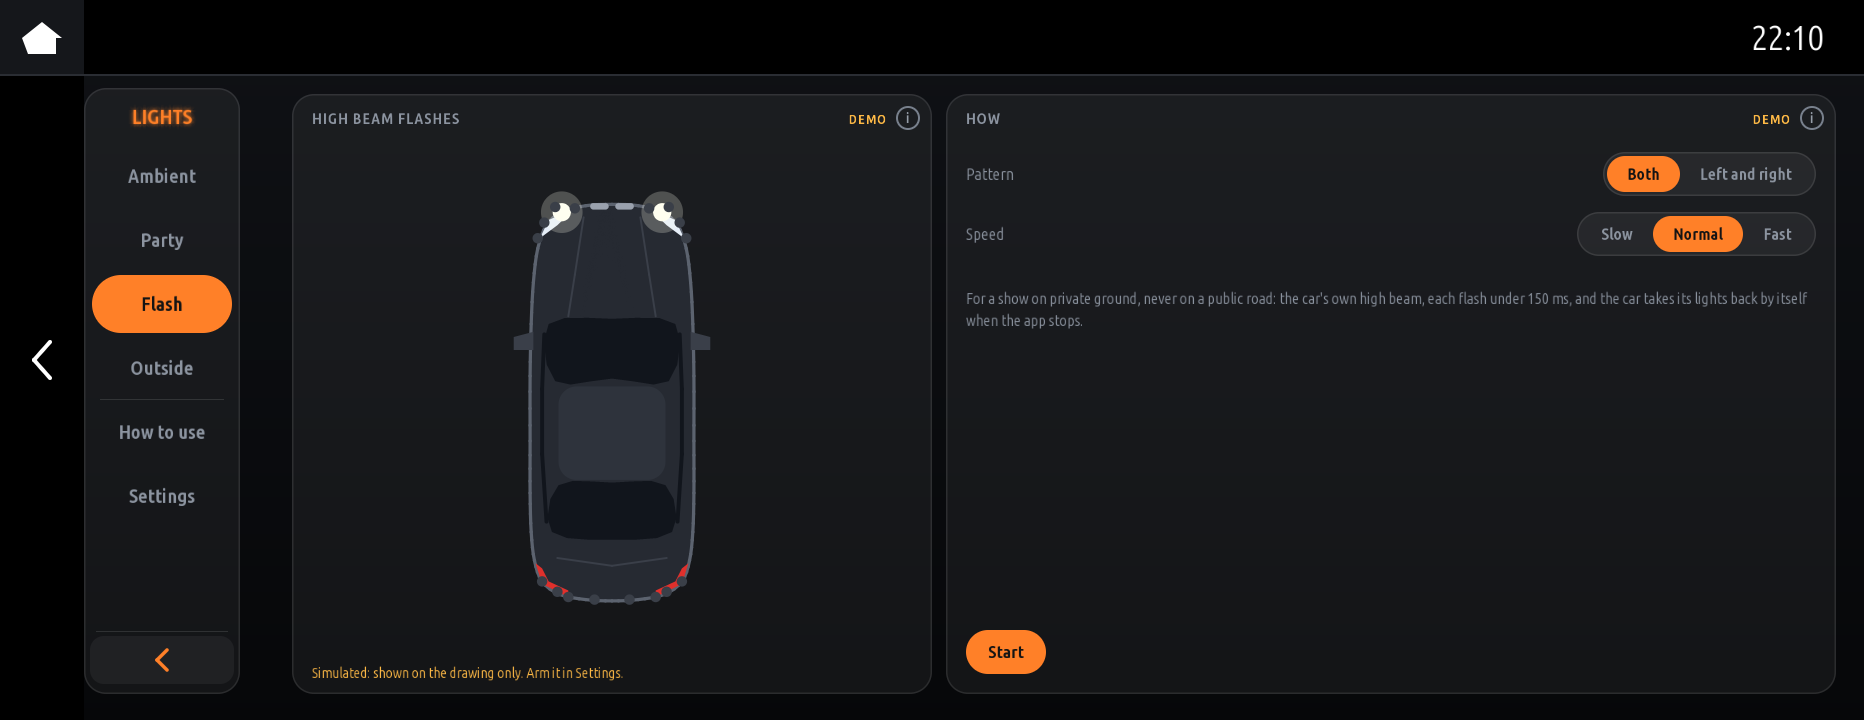 22:10
LIGHTS
Ambient
Party
Flash
Outside
How to use
Settings
HIGH BEAM FLASHES
DEMO
i
Simulated: shown on the drawing only. Arm it in Settings.
HOW
DEMO
i
Pattern
Both
Left and right
Speed
Slow
Normal
Fast
For a show on private ground, never on a public road: the car's own high beam, each flash under 150 ms, and the car takes its lights back by itself
when the app stops.
Start